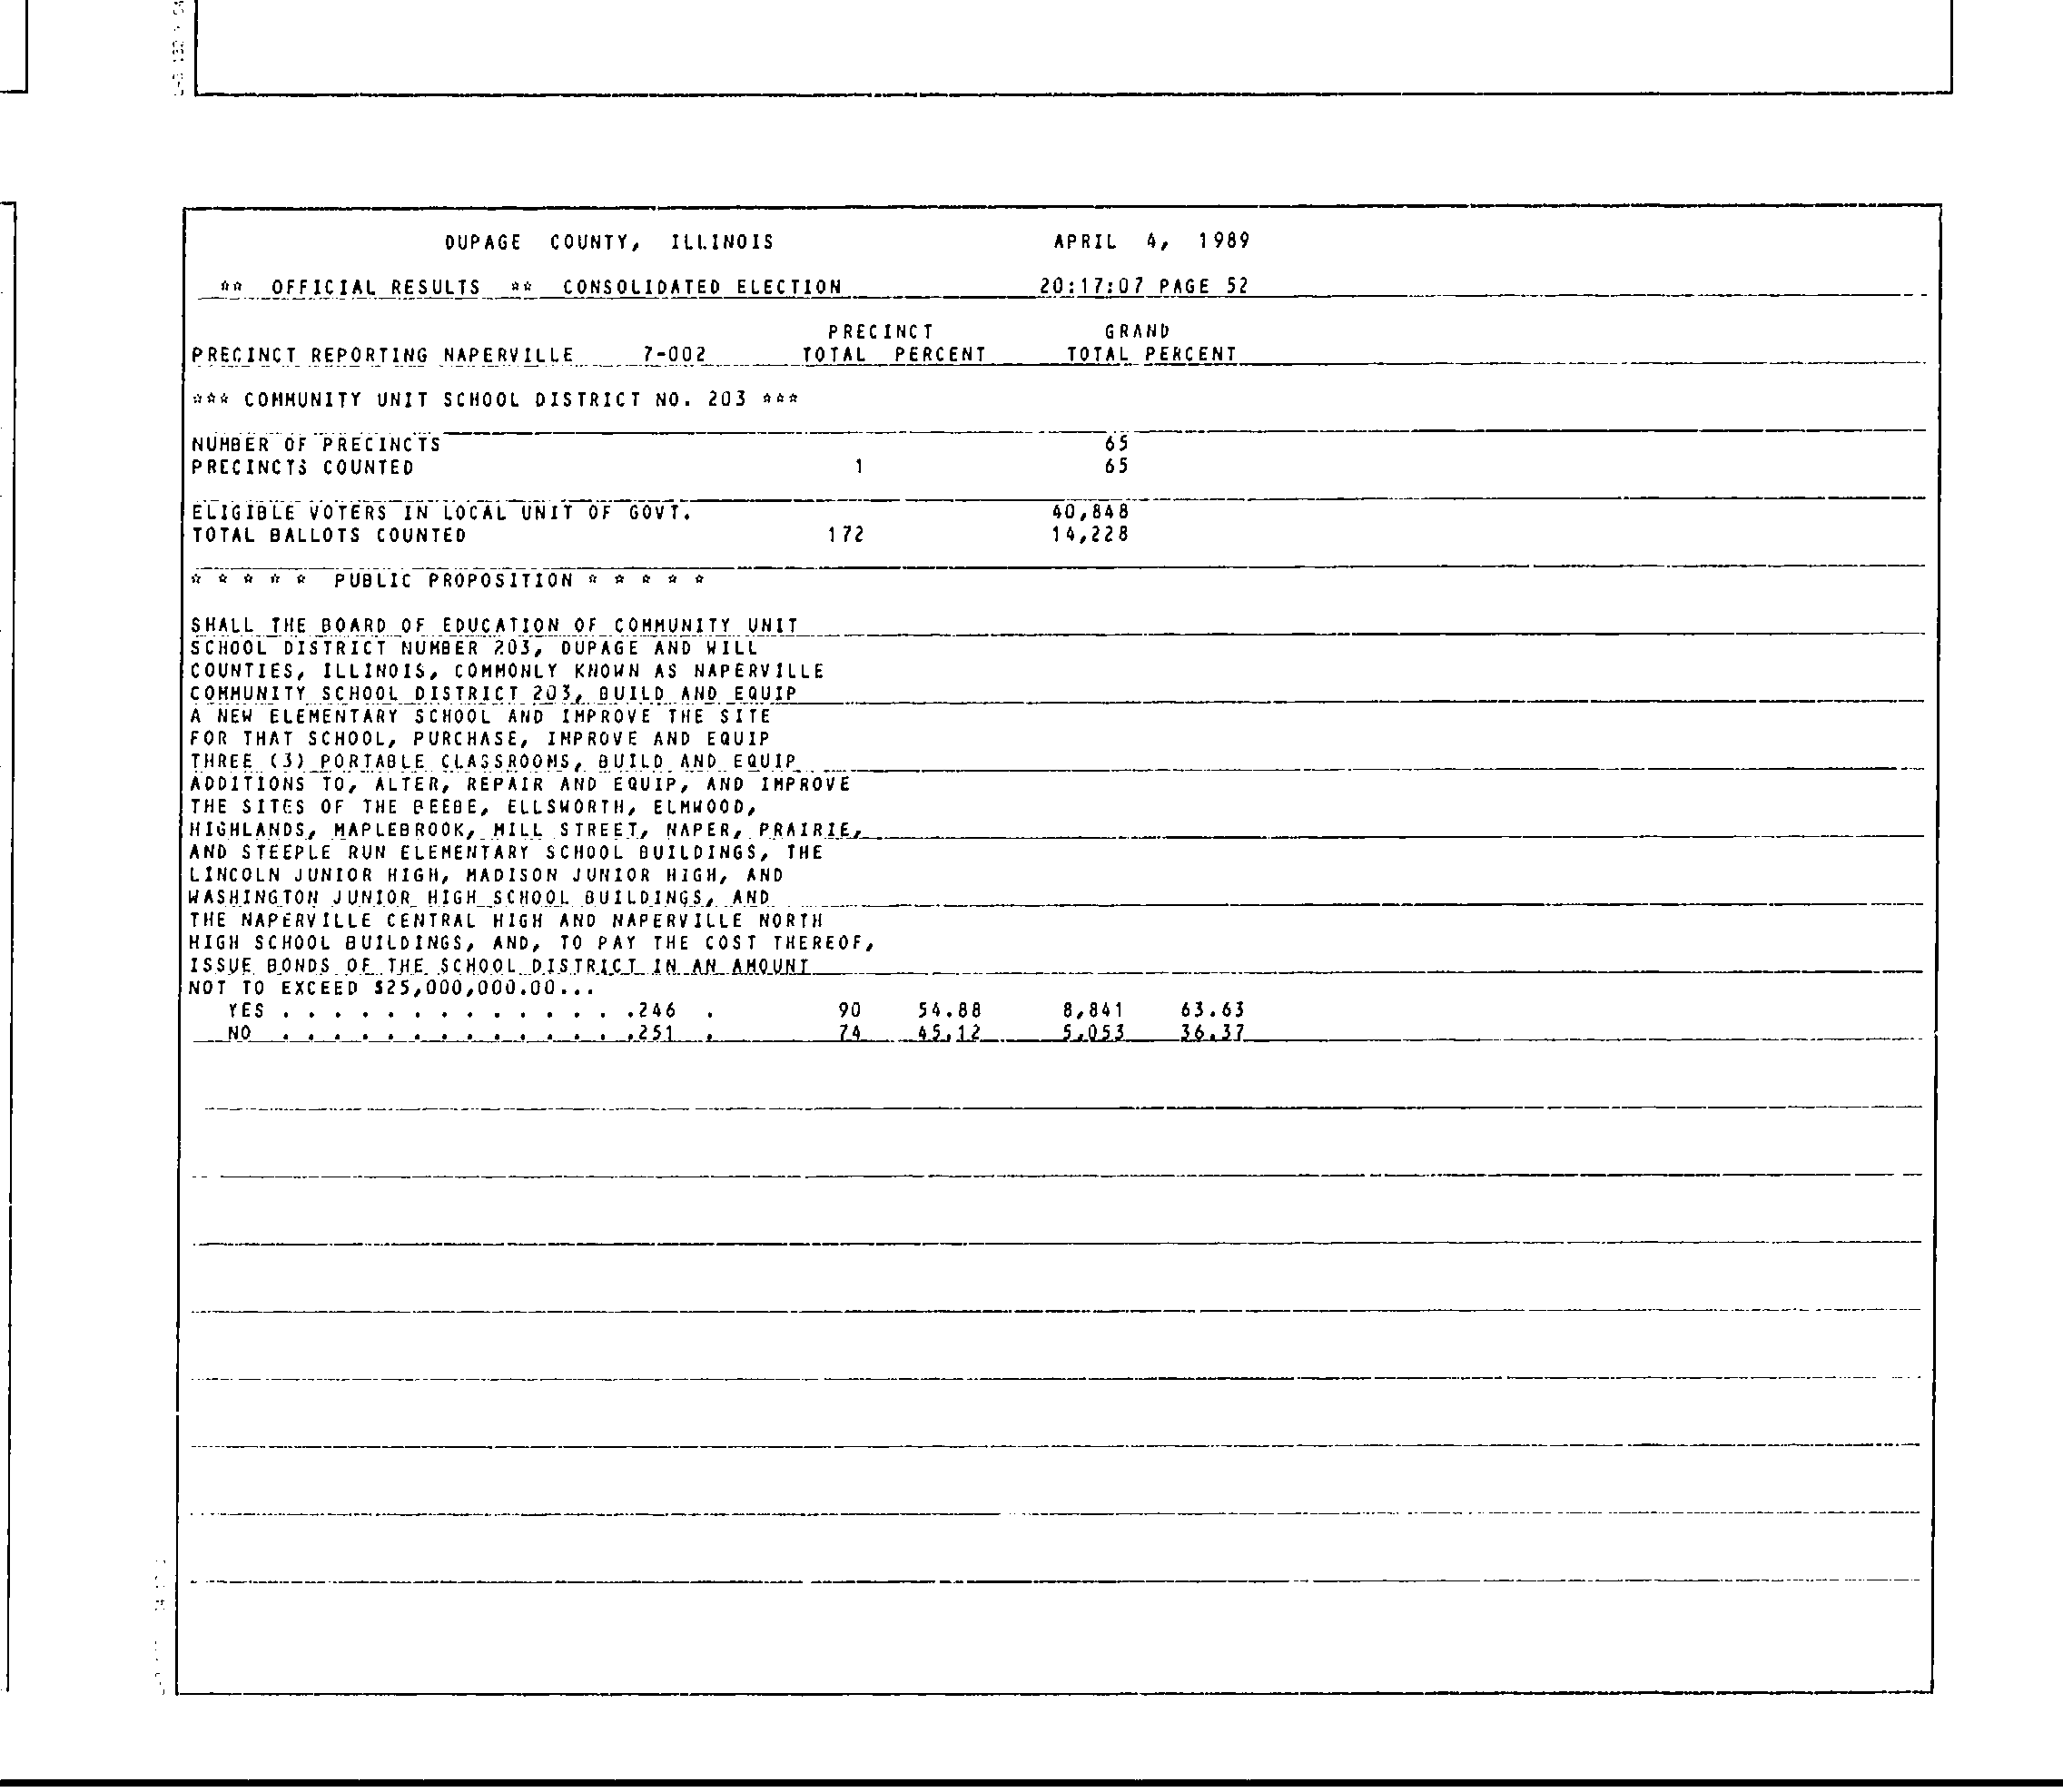 DUPAGE COUNTY, ILLINOIS APRIL 4, 1989
** OFFICIAL RESULTS ** CONSOLIDATED ELECTION 20:17:07 PAGE 52
PRECINCT GRAND
PRECINCT REPORTING NAPERVILLE 7-002 TOTAL PERCENT TOTAL PERCENT
*** COMMUNITY UNIT SCHOOL DISTRICT NO. 203 ***
NUMBER OF PRECINCTS 65
PRECINCTS COUNTED 1 65
ELIGIBLE VOTERS IN LOCAL UNIT OF GOVT. 40,848
TOTAL BALLOTS COUNTED 172 14,228
* * * * * PUBLIC PROPOSITION * * * * *
SHALL THE BOARD OF EDUCATION OF COMMUNITY UNIT
SCHOOL DISTRICT NUMBER 203, DUPAGE AND WILL
COUNTIES, ILLINOIS, COMMONLY KNOWN AS NAPERVILLE
COMMUNITY SCHOOL DISTRICT 203, BUILD AND EQUIP
A NEW ELEMENTARY SCHOOL AND IMPROVE THE SITE
FOR THAT SCHOOL, PURCHASE, IMPROVE AND EQUIP
THREE (3) PORTABLE CLASSROOMS, BUILD AND EQUIP
ADDITIONS TO, ALTER, REPAIR AND EQUIP, AND IMPROVE
THE SITES OF THE BEEBE, ELLSWORTH, ELMWOOD,
HIGHLANDS, MAPLEBROOK, MILL STREET, NAPER, PRAIRIE,
AND STEEPLE RUN ELEMENTARY SCHOOL BUILDINGS, THE
LINCOLN JUNIOR HIGH, MADISON JUNIOR HIGH, AND
WASHINGTON JUNIOR HIGH SCHOOL BUILDINGS, AND
THE NAPERVILLE CENTRAL HIGH AND NAPERVILLE NORTH
HIGH SCHOOL BUILDINGS, AND, TO PAY THE COST THEREOF,
ISSUE BONDS OF THE SCHOOL DISTRICT IN AN AMOUNT
NOT TO EXCEED $25,000,000.00...
YES . . . . . . . . . . . . . .246 . 90 54.88 8,841 63.63
NO . . . . . . . . . . . . . .251 . 74 45.12 5,053 36.37